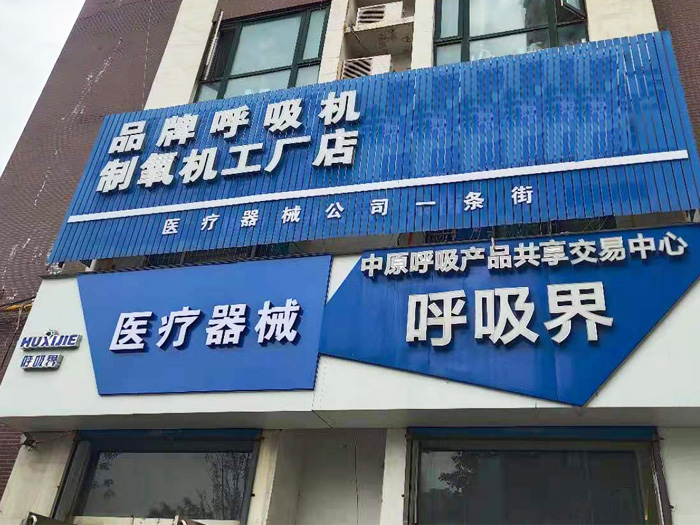 品牌呼吸机
制氧机工厂店
医疗器械公司一条街
中原呼吸产品共享交易中心
呼吸界
医疗器械
HUXIJIE
呼吸界